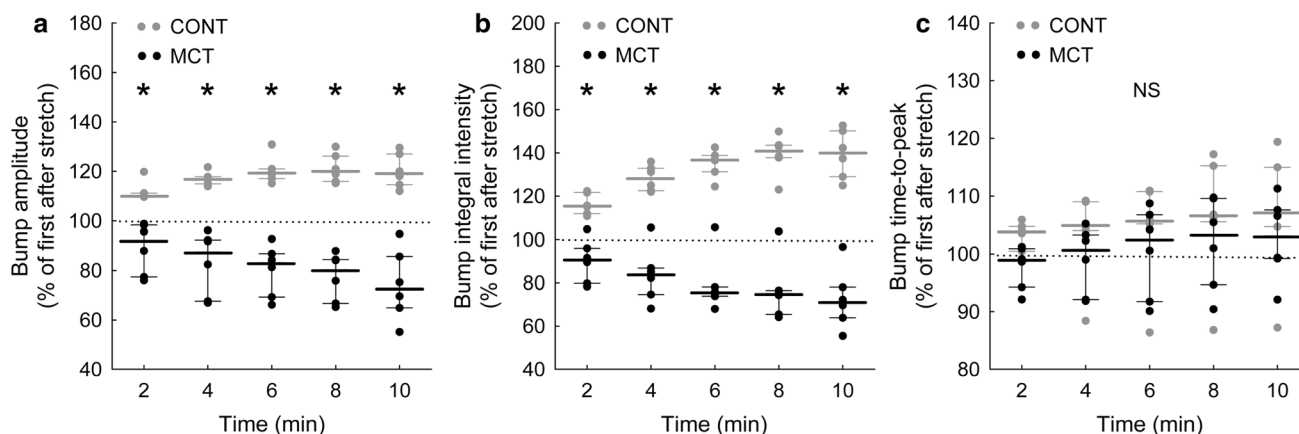 a
CONT
MCT
Bump amplitude
(% of first after stretch)
180
160
140
120
100
80
60
40
* * * * *
2 4 6 8 10
Time (min)
b
CONT
MCT
Bump integral intensity
(% of first after stretch)
200
180
160
140
120
100
80
60
40
* * * * *
2 4 6 8 10
Time (min)
c
CONT
MCT
Bump time-to-peak
(% of first after stretch)
140
130
120
110
100
90
80
NS
2 4 6 8 10
Time (min)